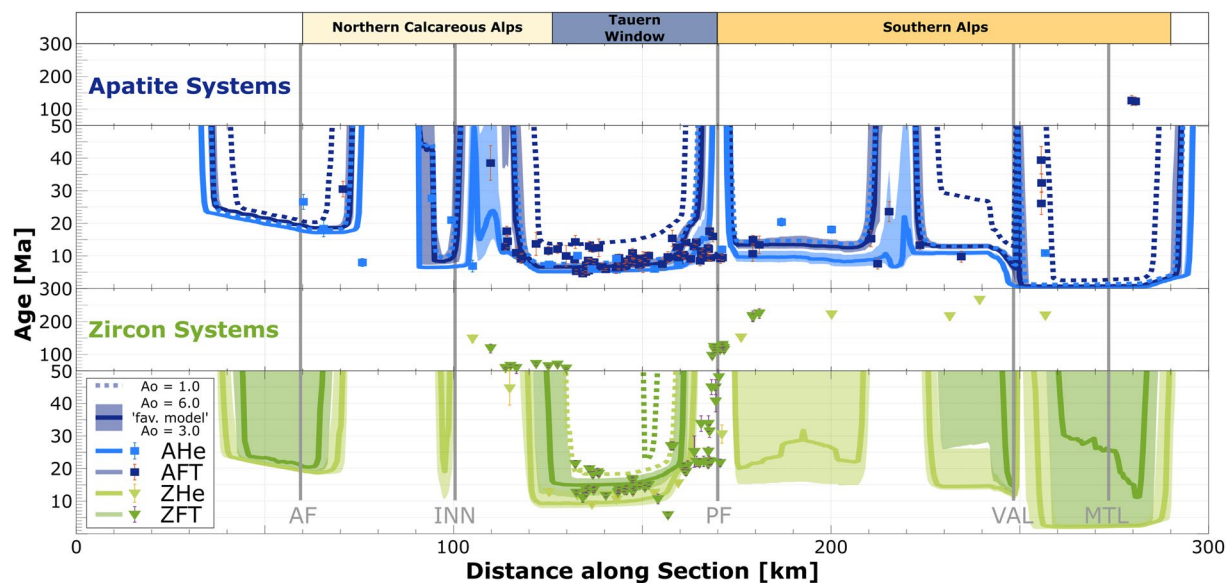 Northern Calcareous Alps
Tauern
Window
Southern Alps
300
200
100
Apatite Systems
50
40
30
20
10
300
200
100
Zircon Systems
50
40
30
20
10
Age [Ma]
Ao = 1.0
Ao = 6.0
'fav. model'
Ao = 3.0
AHe
AFT
ZHe
ZFT
AF
INN
PF
VAL
MTL
0
100
200
300
Distance along Section [km]